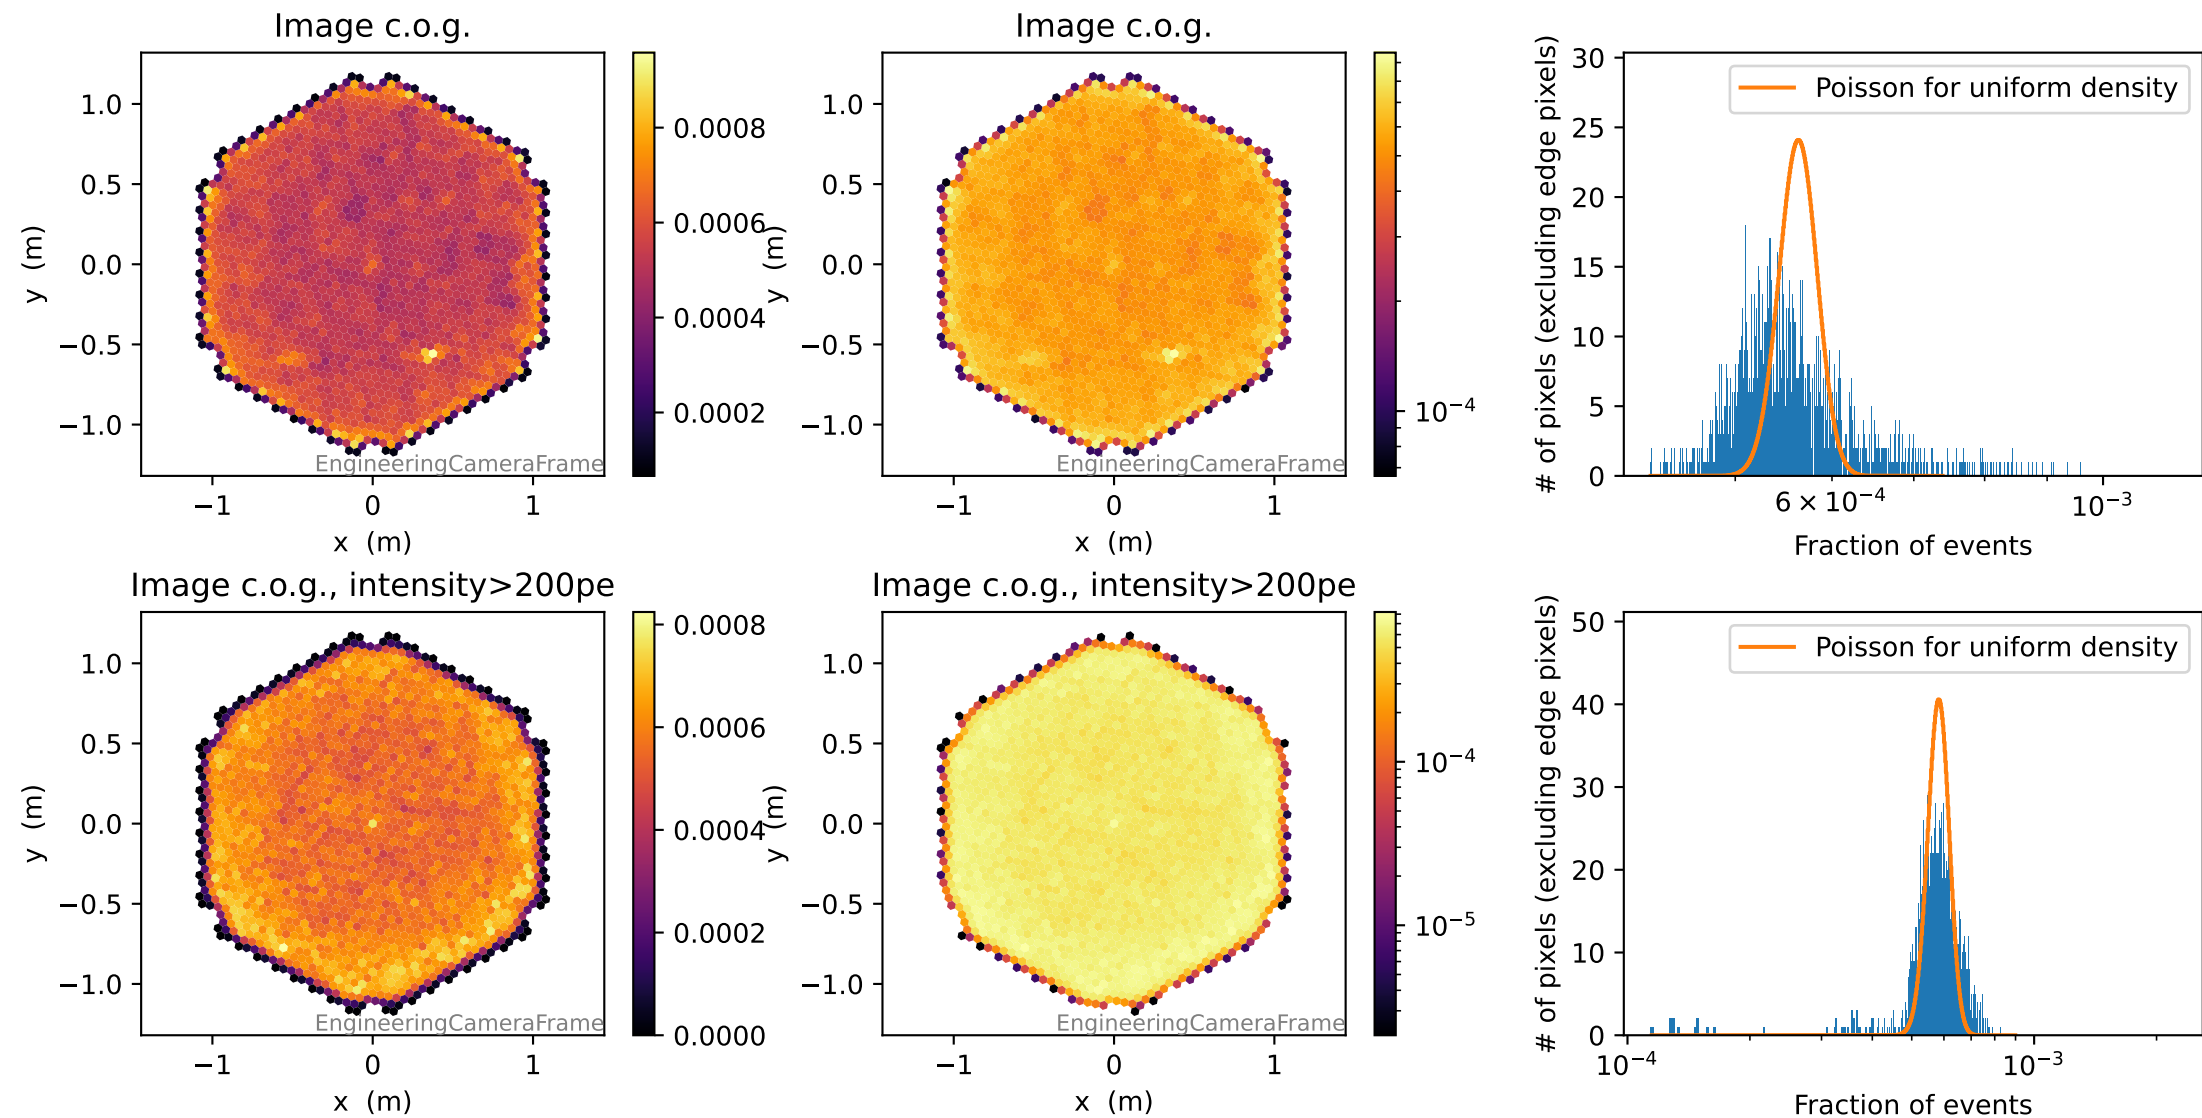 Image c.o.g.
1.0
0.5
0.0
−0.5
−1.0
y (m)
−1
0
1
x (m)
EngineeringCameraFrame
0.0008
0.0006
0.0004
0.0002
Image c.o.g.
1.0
0.5
0.0
−0.5
−1.0
y (m)
−1
0
1
x (m)
EngineeringCameraFrame
10⁻⁴
30
25
20
15
10
5
0
# of pixels (excluding edge pixels)
Poisson for uniform density
6 × 10⁻⁴
10⁻³
Fraction of events
Image c.o.g., intensity>200pe
1.0
0.5
0.0
−0.5
−1.0
y (m)
−1
0
1
x (m)
EngineeringCameraFrame
0.0008
0.0006
0.0004
0.0002
0.0000
Image c.o.g., intensity>200pe
1.0
0.5
0.0
−0.5
−1.0
y (m)
−1
0
1
x (m)
EngineeringCameraFrame
10⁻⁴
10⁻⁵
50
40
30
20
10
0
# of pixels (excluding edge pixels)
Poisson for uniform density
10⁻⁴
10⁻³
Fraction of events